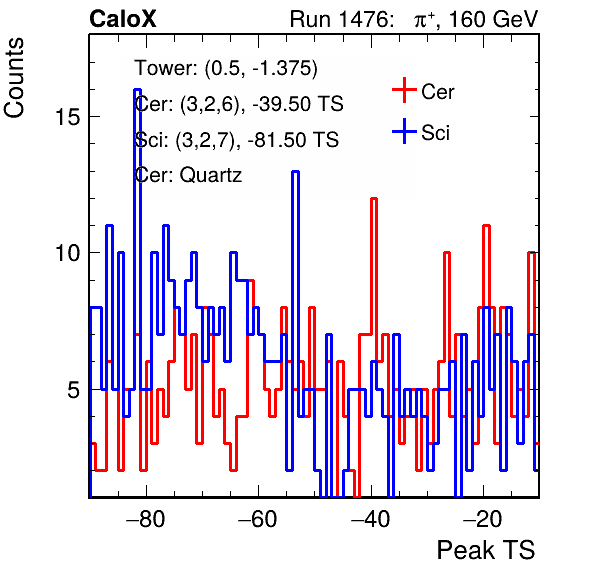 CaloX Run 1476: π⁺, 160 GeV
Counts
Tower: (0.5, -1.375)
Cer: (3,2,6), -39.50 TS
Sci: (3,2,7), -81.50 TS
Cer: Quartz
Cer
Sci
15
10
5
−80 −60 −40 −20
Peak TS